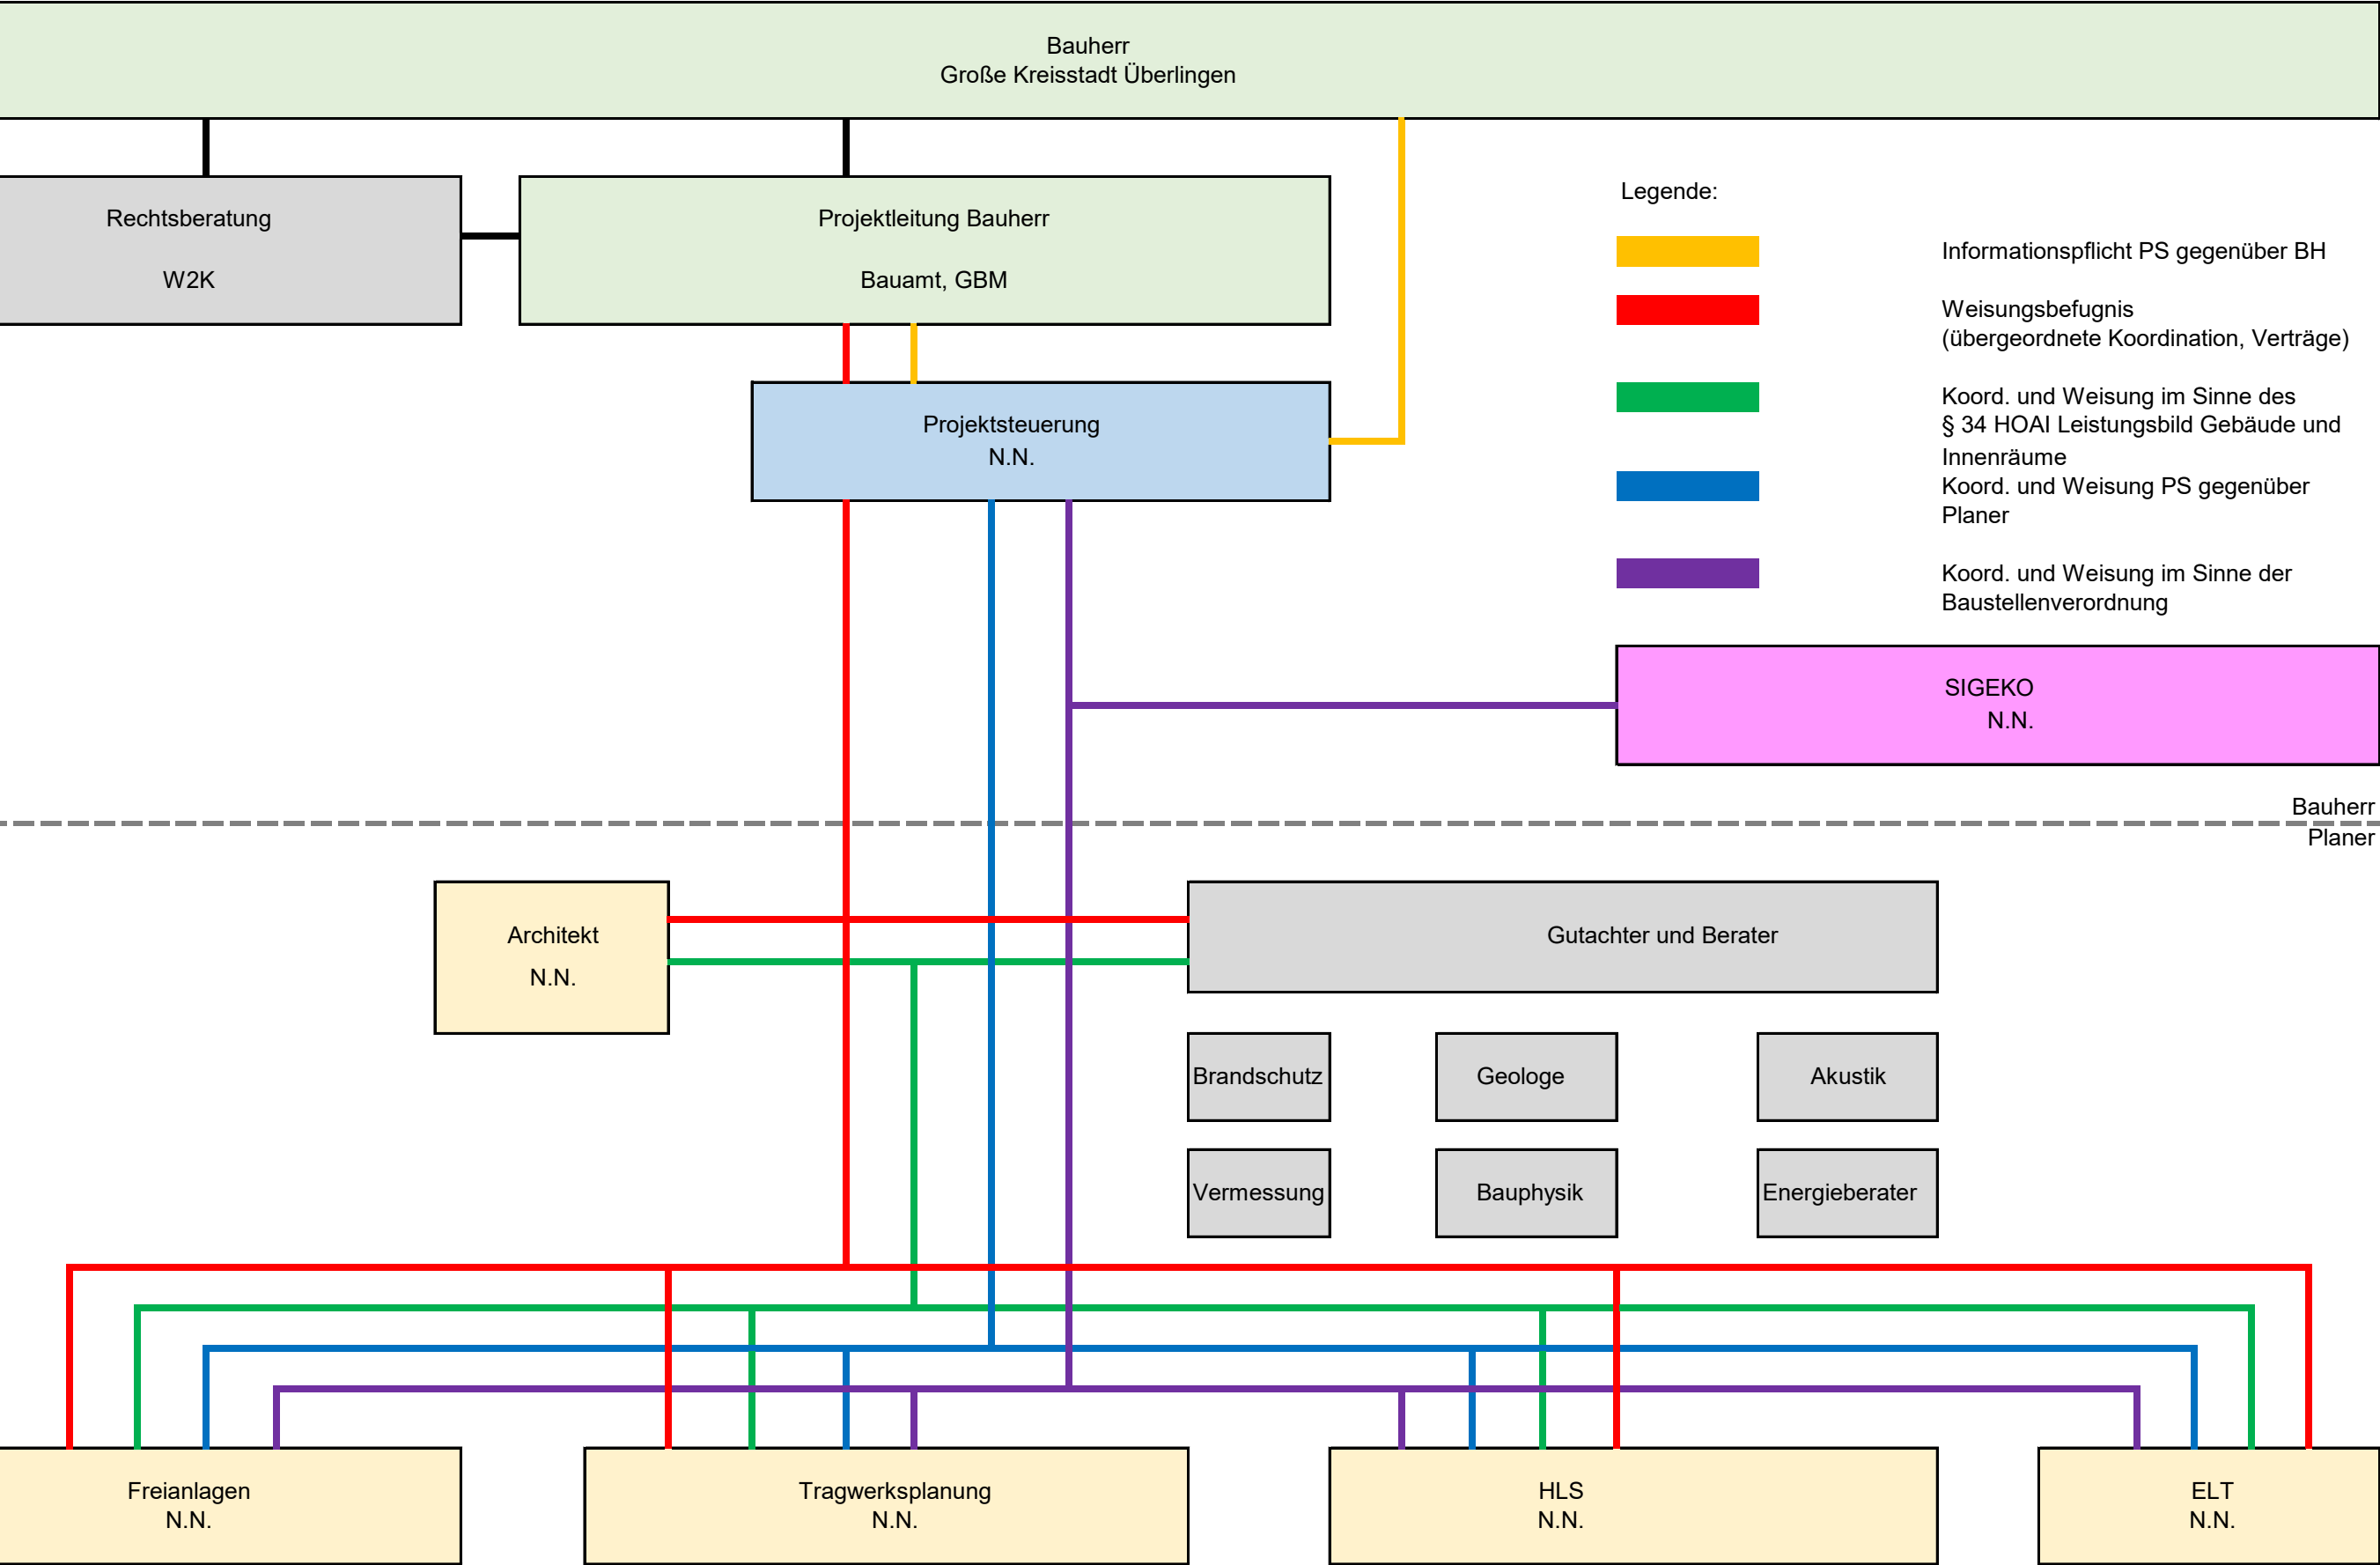 Bauherr
Große Kreisstadt Überlingen
Rechtsberatung
W2K
Projektleitung Bauherr
Bauamt, GBM
Legende:
Informationspflicht PS gegenüber BH
Weisungsbefugnis
(übergeordnete Koordination, Verträge)
Koord. und Weisung im Sinne des
§ 34 HOAI Leistungsbild Gebäude und
Innenräume
Koord. und Weisung PS gegenüber
Planer
Koord. und Weisung im Sinne der
Baustellenverordnung
Projektsteuerung
N.N.
SIGEKO
N.N.
Bauherr
Planer
Architekt
N.N.
Gutachter und Berater
Brandschutz
Geologe
Akustik
Vermessung
Bauphysik
Energieberater
Freianlagen
N.N.
Tragwerksplanung
N.N.
HLS
N.N.
ELT
N.N.